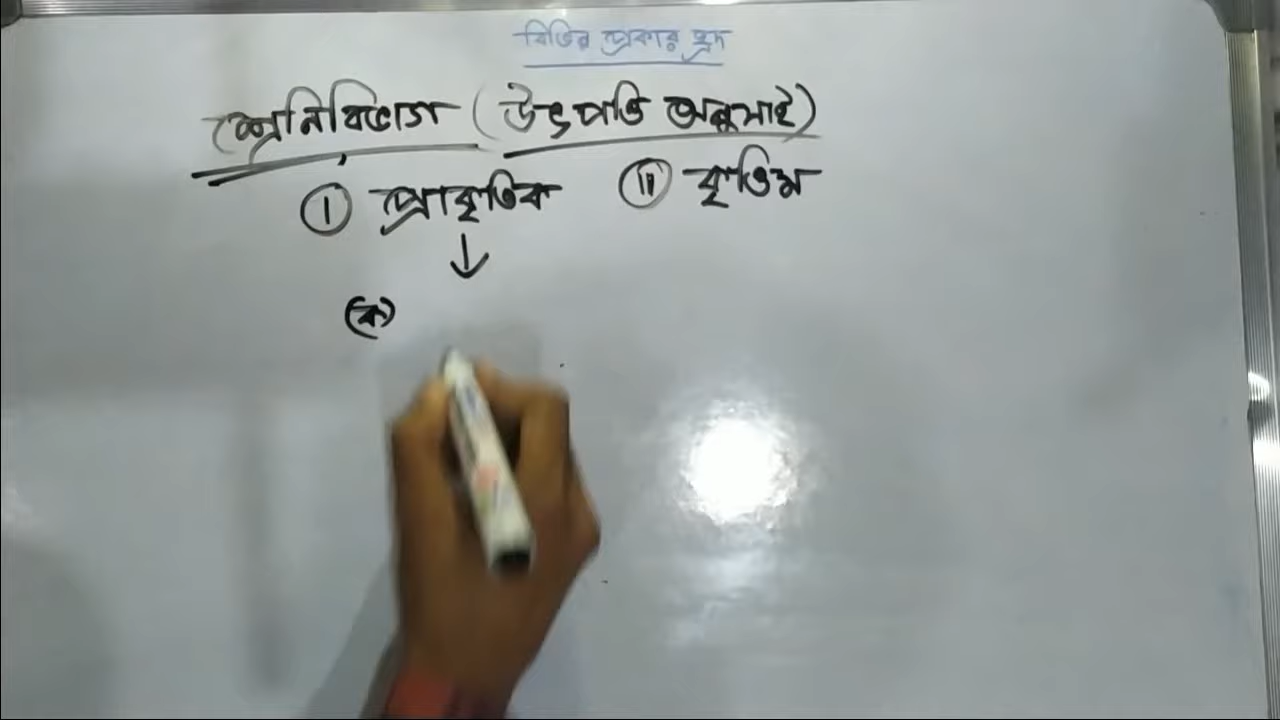 বিভিন্ন প্রকার হ্রদ
শ্রেনিবিভাগ (উৎপত্তি অনুসাই)
(i) প্রাকৃতিক (ii) কৃত্তিম
↓
(ক)